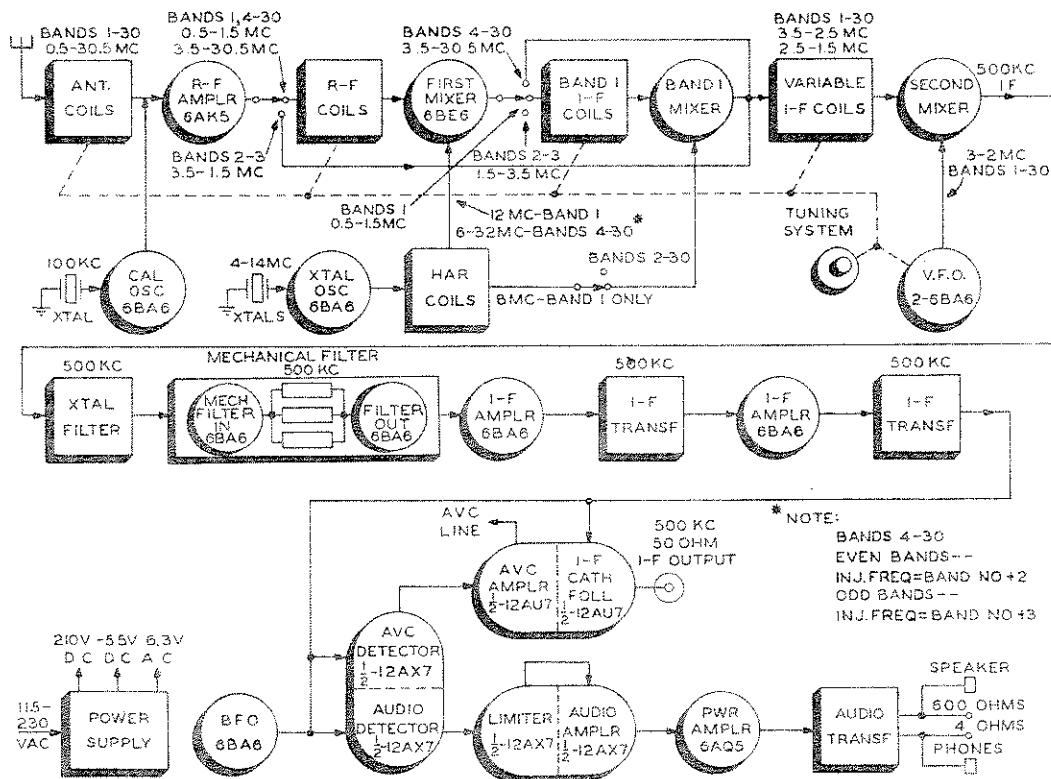 BANDS 1-30
0.5-30.5 MC
ANT.
COILS
R-F
AMPLR
6AK5
BANDS 1,4-30
0.5-1.5 MC
3.5-30.5 MC
BANDS 2-3
3.5-1.5 MC
R-F
COILS
FIRST
MIXER
6BE6
BANDS 4-30
3.5-30.5 MC
BANDS 2-3
1.5-3.5 MC
BANDS 1
0.5-1.5MC
BAND 1
I-F
COILS
BAND 1
MIXER
BANDS 1-30
3.5-2.5 MC
2.5-1.5 MC
VARIABLE
I-F COILS
SECOND
MIXER
500KC
IF
3-2MC
BANDS 1-30
12 MC-BAND 1
6-32MC-BANDS 4-30*
TUNING
SYSTEM
V.F.O.
2-6BA6
100KC
XTAL
CAL
OSC
6BA6
4-14MC
XTALS
XTAL
OSC
6BA6
HAR
COILS
BANDS 2-30
8MC-BAND 1 ONLY
500KC
XTAL
FILTER
MECHANICAL FILTER
500 KC
MECH
FILTER
IN
6BA6
FILTER
OUT
6BA6
I-F
AMPLR
6BA6
500KC
I-F
TRANSF
I-F
AMPLR
6BA6
500 KC
I-F
TRANSF
AVC
LINE
AVC
AMPLR
½-12AU7
I-F
CATH
FOLL
½-12AU7
500 KC
50 OHM
I-F OUTPUT
* NOTE:
BANDS 4-30
EVEN BANDS--
INJ.FREQ=BAND NO+2
ODD BANDS--
INJ.FREQ=BAND NO+3
210V -55V 6.3V
DC DC AC
115-
230
VAC
POWER
SUPPLY
BFO
6BA6
AVC
DETECTOR
½-12AX7
AUDIO
DETECTOR
½-12AX7
LIMITER
½-12AX7
AUDIO
AMPLR
½-12AX7
PWR
AMPLR
6AQ5
AUDIO
TRANSF
SPEAKER
600 OHMS
4 OHMS
PHONES